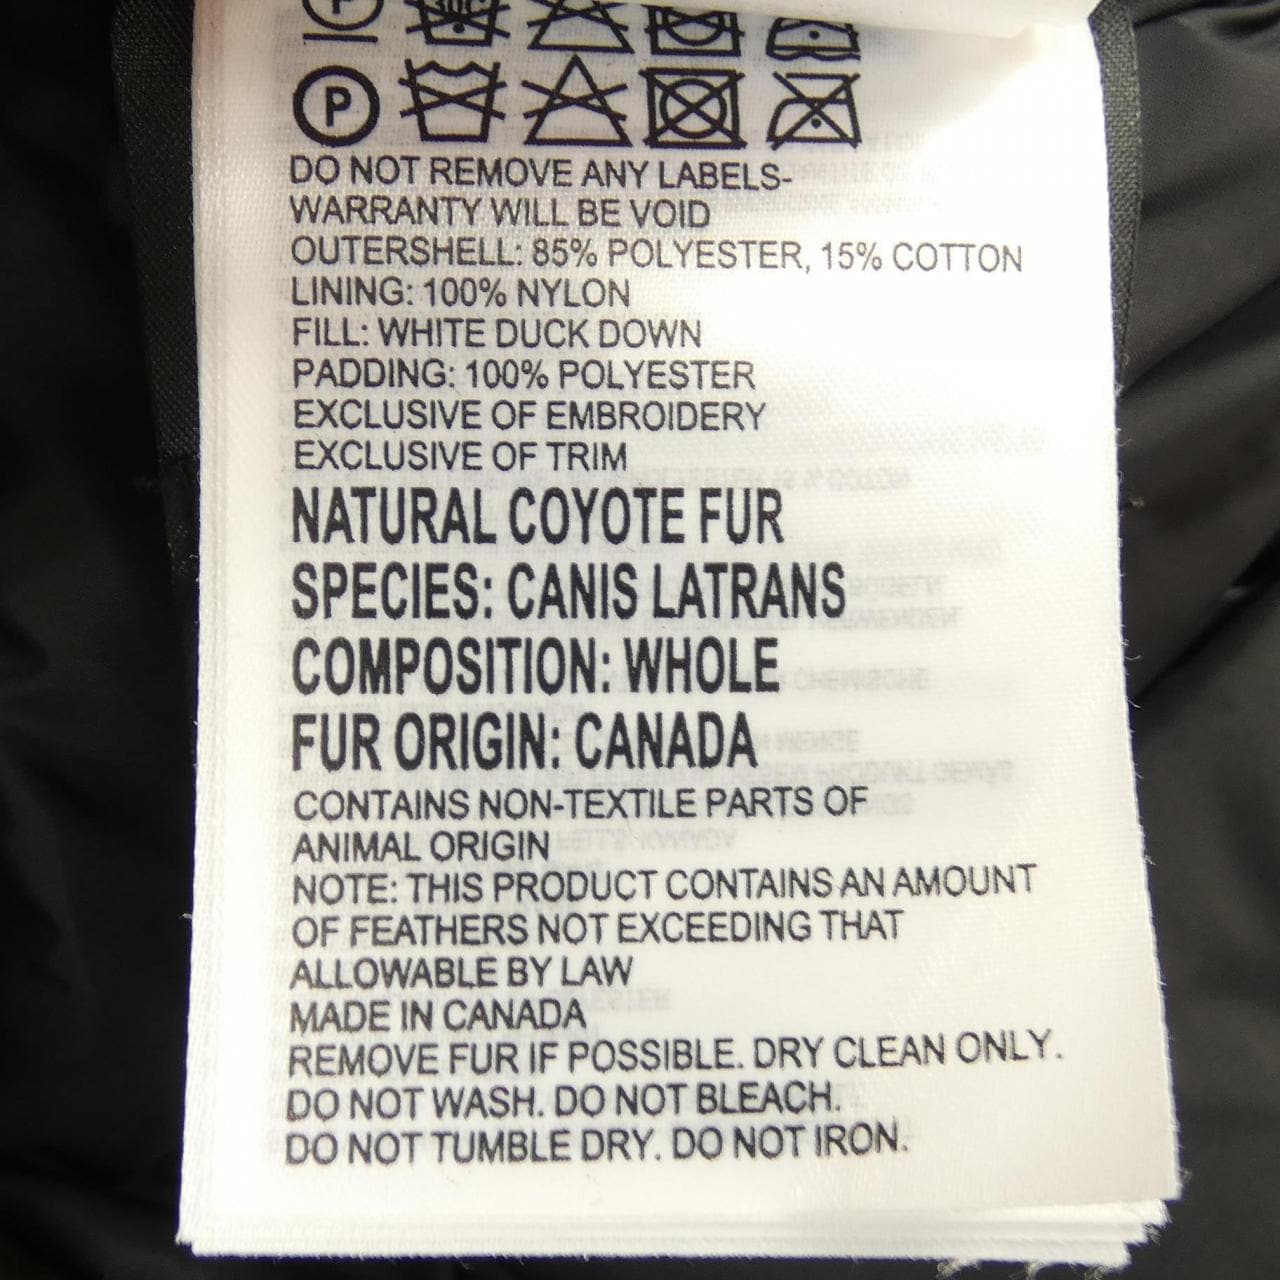 30C
P
DO NOT REMOVE ANY LABELS-
WARRANTY WILL BE VOID
OUTERSHELL: 85% POLYESTER, 15% COTTON
LINING: 100% NYLON
FILL: WHITE DUCK DOWN
PADDING: 100% POLYESTER
EXCLUSIVE OF EMBROIDERY
EXCLUSIVE OF TRIM
NATURAL COYOTE FUR
SPECIES: CANIS LATRANS
COMPOSITION: WHOLE
FUR ORIGIN: CANADA
CONTAINS NON-TEXTILE PARTS OF
ANIMAL ORIGIN
NOTE: THIS PRODUCT CONTAINS AN AMOUNT
OF FEATHERS NOT EXCEEDING THAT
ALLOWABLE BY LAW
MADE IN CANADA
REMOVE FUR IF POSSIBLE. DRY CLEAN ONLY.
DO NOT WASH. DO NOT BLEACH.
DO NOT TUMBLE DRY. DO NOT IRON.